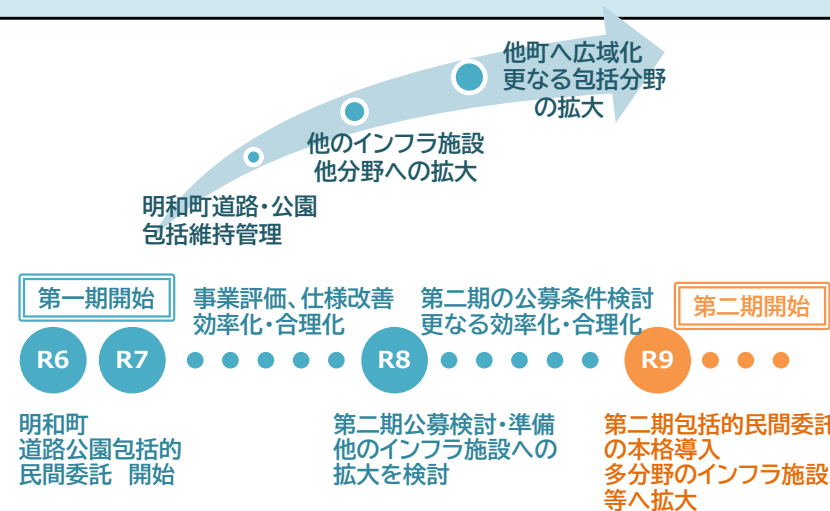 他町へ広域化
更なる包括分野
の拡大
他のインフラ施設
他分野への拡大
明和町道路・公園
包括維持管理
第一期開始
事業評価、仕様改善
効率化・合理化
第二期の公募条件検討
更なる効率化・合理化
第二期開始
R6
R7
R8
R9
明和町
道路公園包括的
民間委託 開始
第二期公募検討・準備
他のインフラ施設への
拡大を検討
第二期包括的民間委託
の本格導入
多分野のインフラ施設
等へ拡大